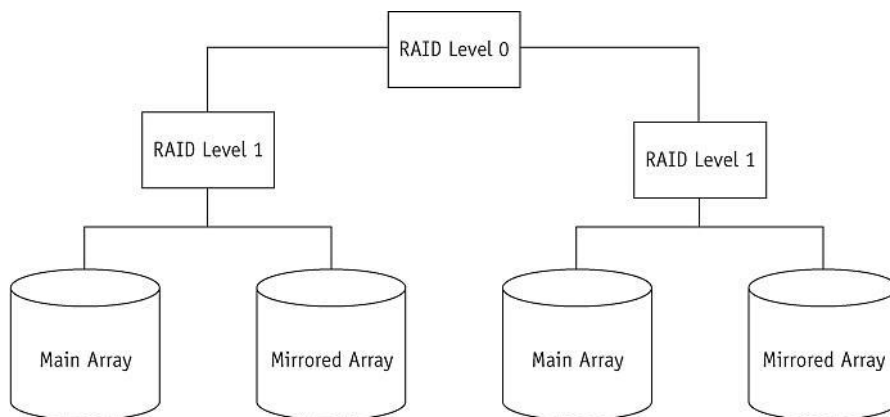 RAID Level 0
RAID Level 1
RAID Level 1
Main Array
Mirrored Array
Main Array
Mirrored Array